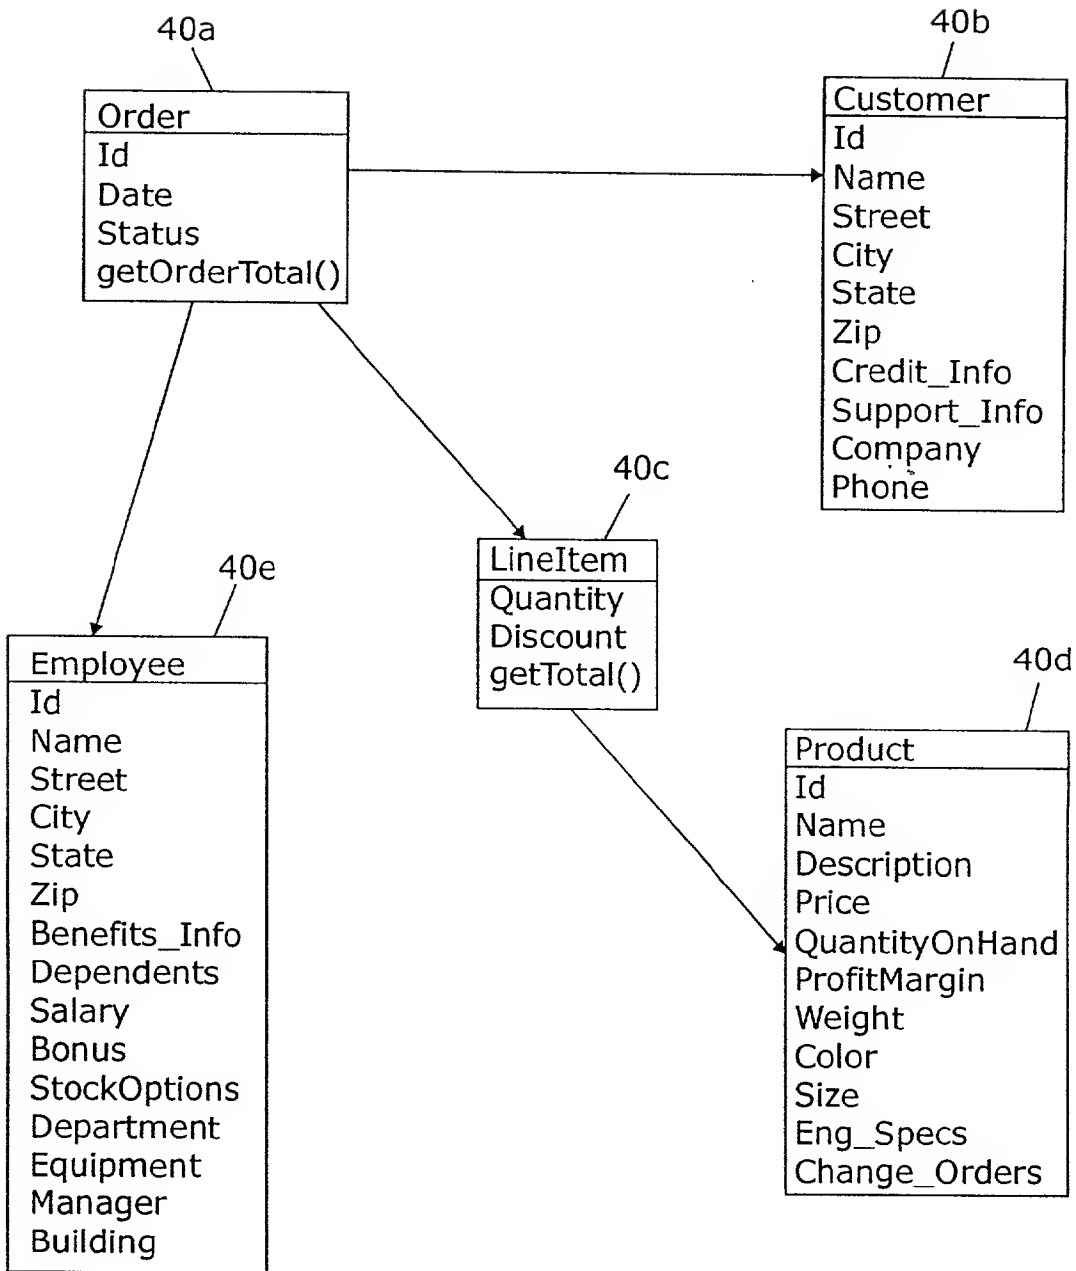 40a
Order
Id
Date
Status
getOrderTotal()
40b
Customer
Id
Name
Street
City
State
Zip
Credit_Info
Support_Info
Company
Phone
40c
LineItem
Quantity
Discount
getTotal()
40e
Employee
Id
Name
Street
City
State
Zip
Benefits_Info
Dependents
Salary
Bonus
StockOptions
Department
Equipment
Manager
Building
40d
Product
Id
Name
Description
Price
QuantityOnHand
ProfitMargin
Weight
Color
Size
Eng_Specs
Change_Orders